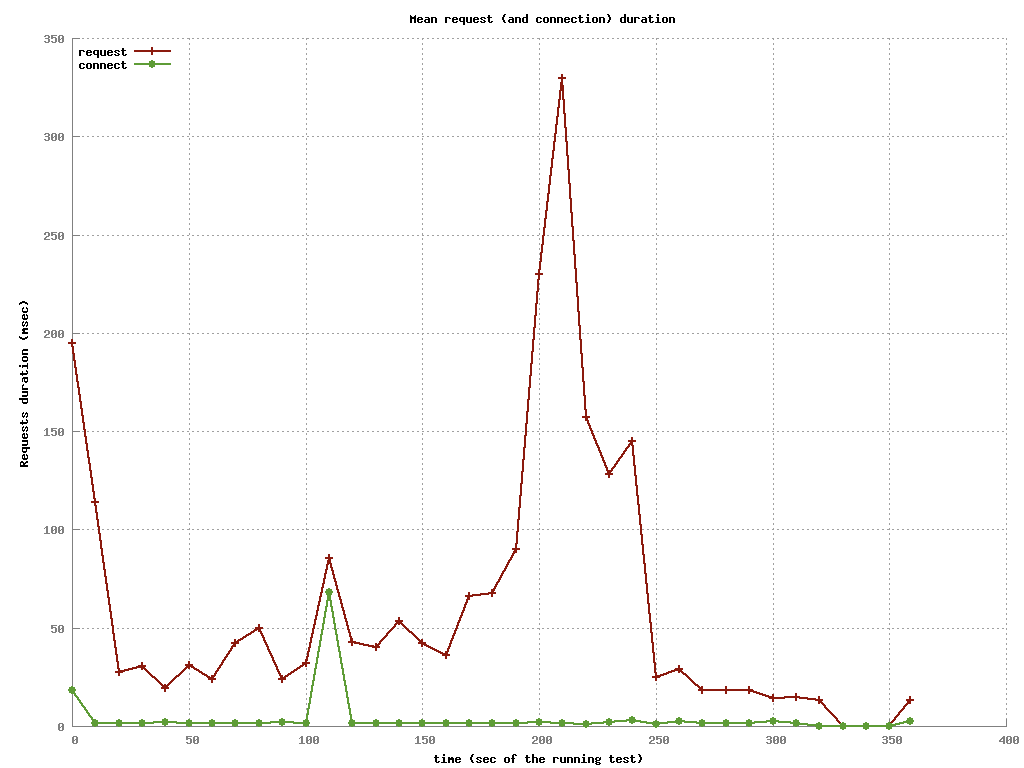 Mean request (and connection) duration
350
request
connect
300
250
200
150
100
50
0
Requests duration (msec)
0 50 100 150 200 250 300 350 400
time (sec of the running test)